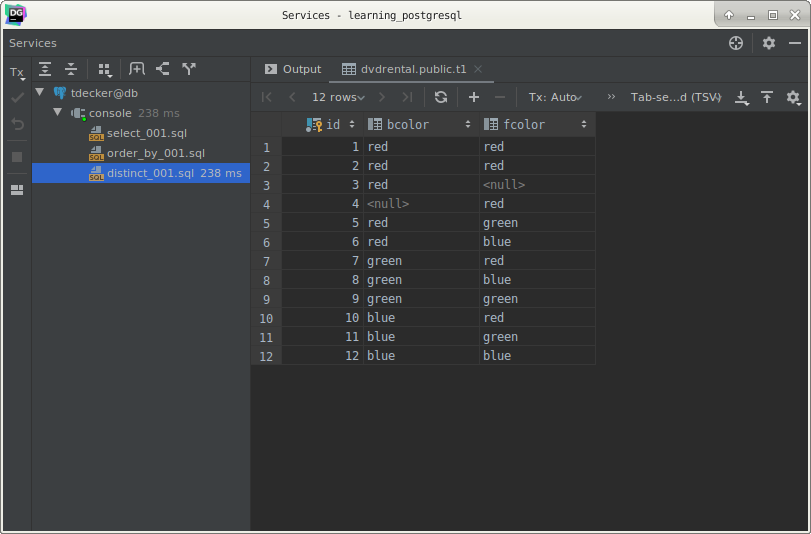 DG Services - learning_postgresql
Services
Tx
tdecker@db
console 238 ms
SQL select_001.sql
SQL order_by_001.sql
SQL distinct_001.sql 238 ms
Output dvdrental.public.t1
12 rows Tx: Auto Tab-se...d (TSV)
id bcolor fcolor
1 1 red red
2 2 red red
3 3 red <null>
4 4 <null> red
5 5 red green
6 6 red blue
7 7 green red
8 8 green blue
9 9 green green
10 10 blue red
11 11 blue green
12 12 blue blue